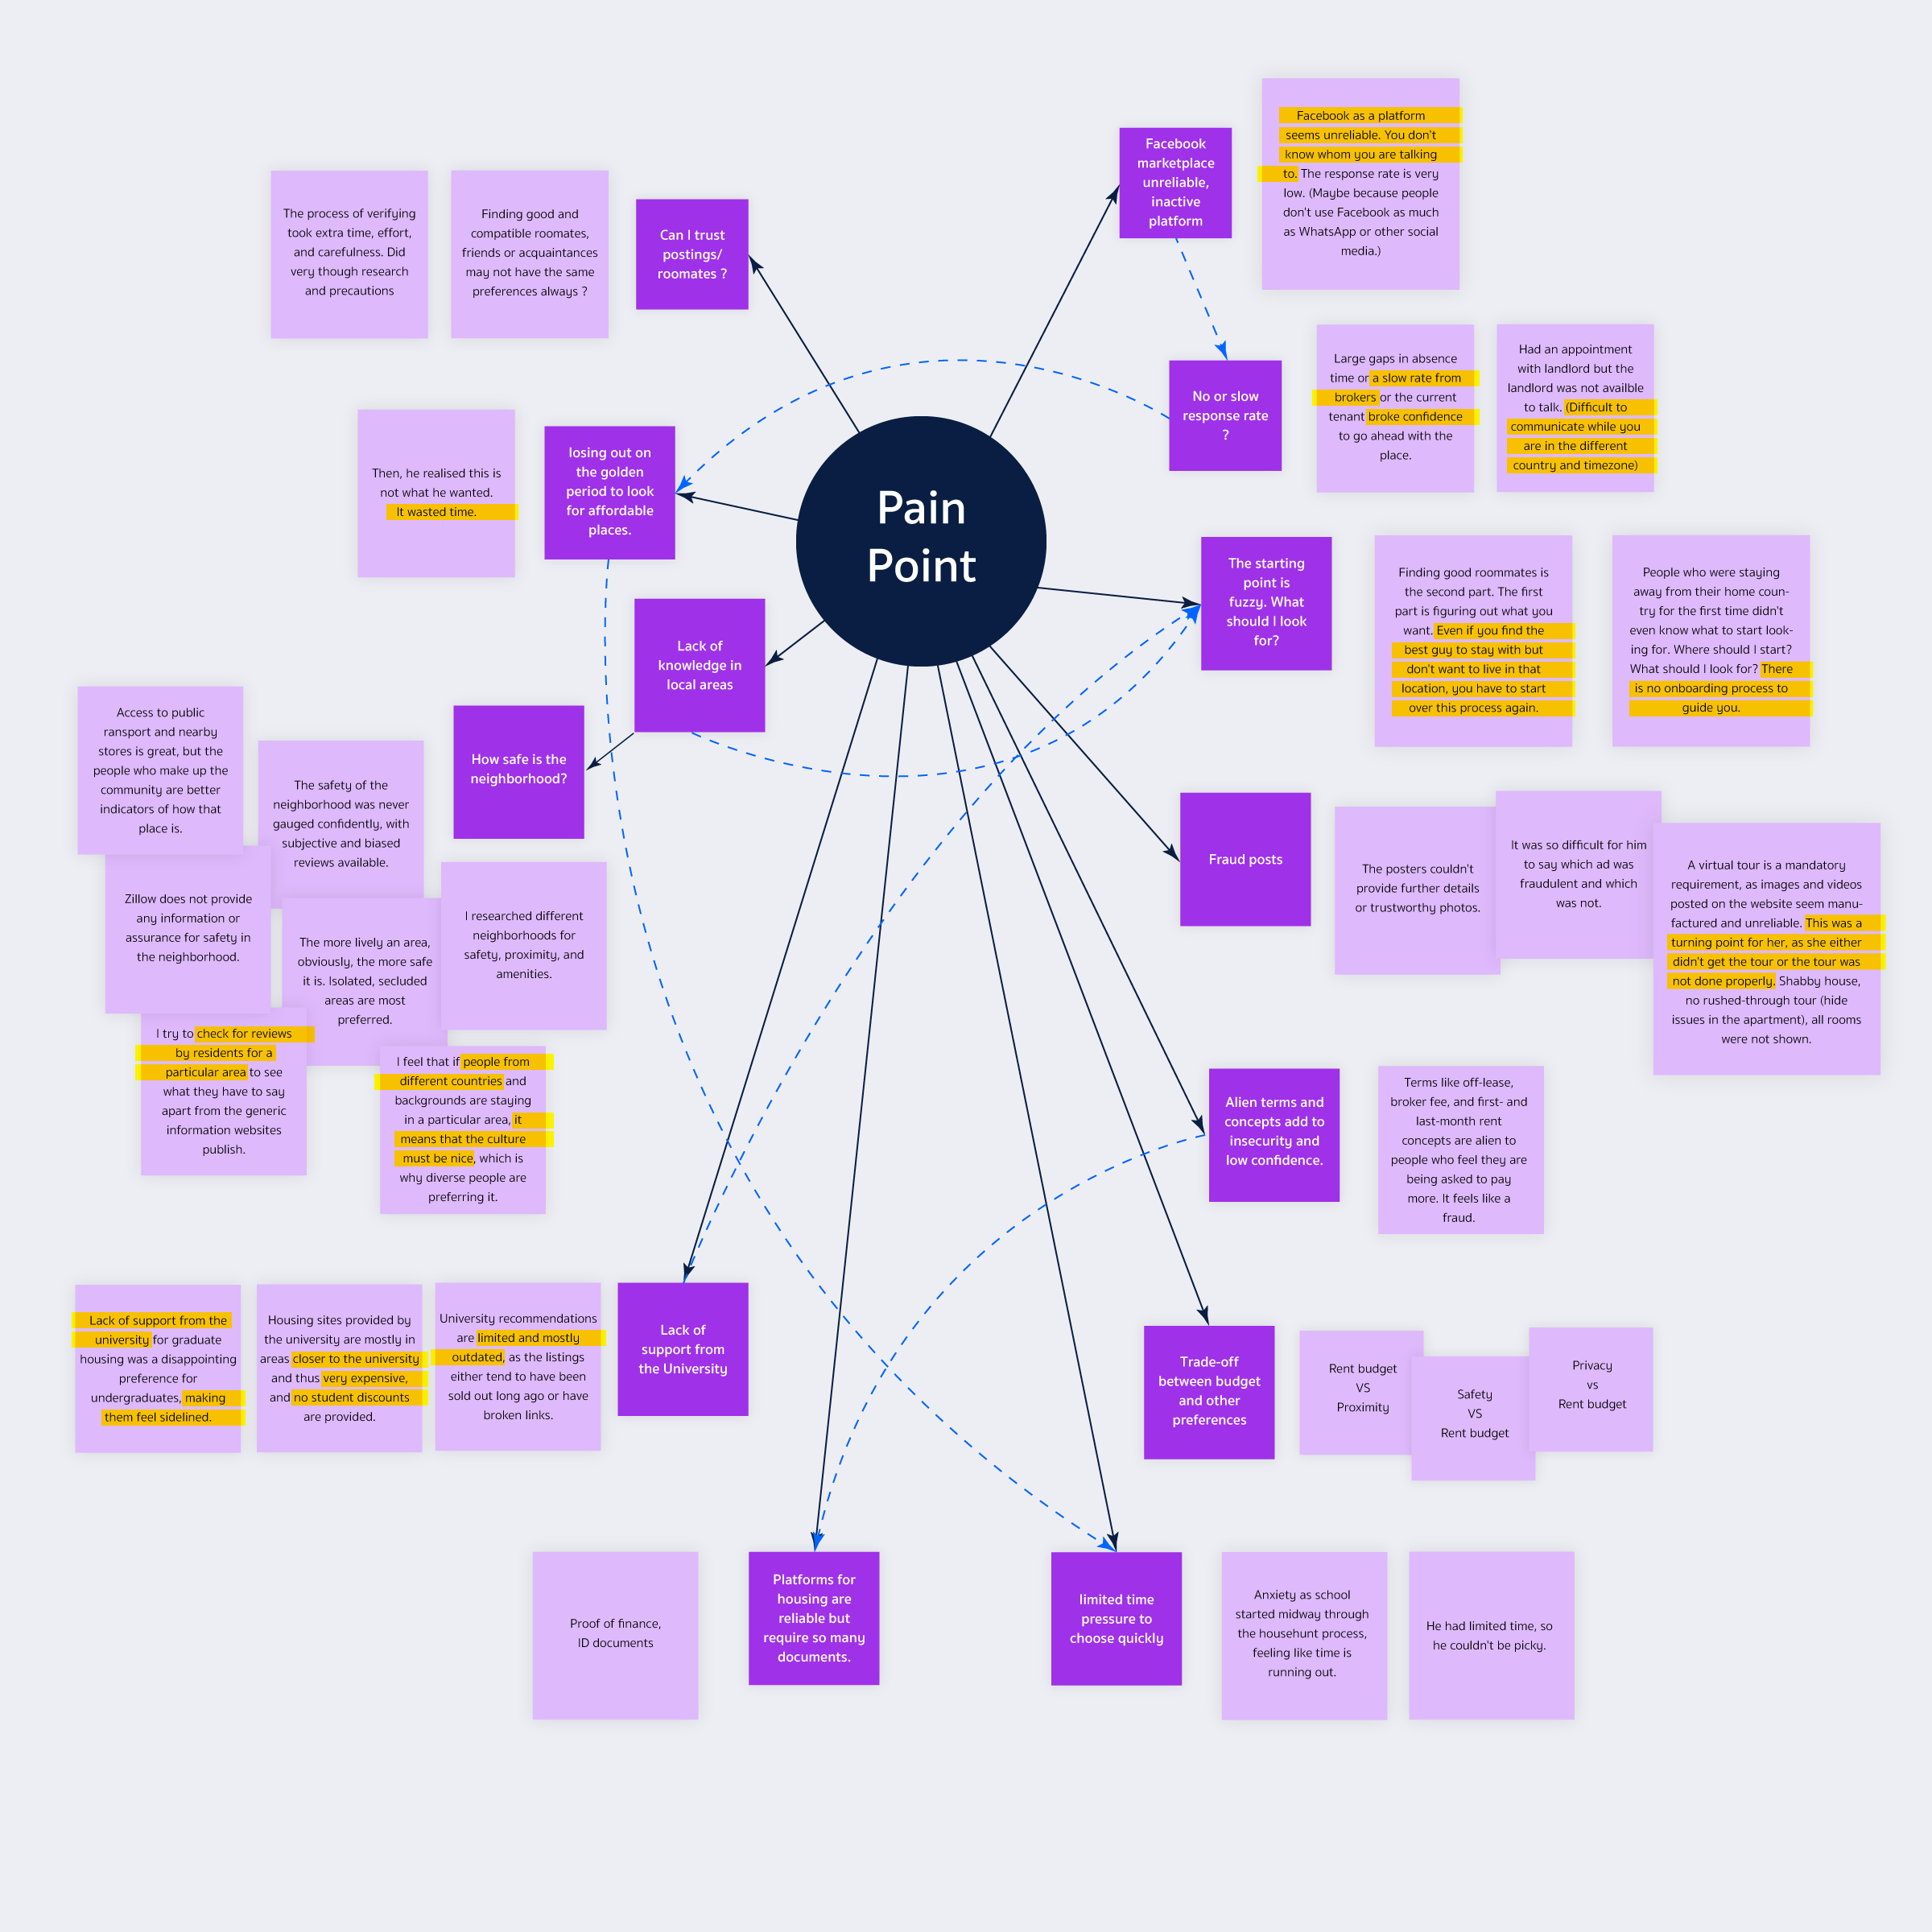 Pain
Point
Facebook
marketplace
unreliable,
inactive
platform
Facebook as a platform
seems unreliable. You don't
know whom you are talking
to. The response rate is very
low. (Maybe because people
don't use Facebook as much
as WhatsApp or other social
media.)
The process of verifying
took extra time, effort,
and carefulness. Did
very though research
and precautions
Finding good and
compatible roomates,
friends or acquaintances
may not have the same
preferences always ?
Can I trust
postings/
roomates ?
No or slow
response rate
?
Large gaps in absence
time or a slow rate from
brokers or the current
tenant broke confidence
to go ahead with the
place.
Had an appointment
with landlord but the
landlord was not availble
to talk. (Difficult to
communicate while you
are in the different
country and timezone)
Then, he realised this is
not what he wanted.
It wasted time.
losing out on
the golden
period to look
for affordable
places.
The starting
point is
fuzzy. What
should I look
for?
Finding good roommates is
the second part. The first
part is figuring out what you
want. Even if you find the
best guy to stay with but
don't want to live in that
location, you have to start
over this process again.
People who were staying
away from their home coun-
try for the first time didn't
even know what to start look-
ing for. Where should I start?
What should I look for? There
is no onboarding process to
guide you.
Lack of
knowledge in
local areas
How safe is the
neighborhood?
Access to public
ransport and nearby
stores is great, but the
people who make up the
community are better
indicators of how that
place is.
The safety of the
neighborhood was never
gauged confidently, with
subjective and biased
reviews available.
Zillow does not provide
any information or
assurance for safety in
the neighborhood.
The more lively an area,
obviously, the more safe
it is. Isolated, secluded
areas are most
preferred.
I researched different
neighborhoods for
safety, proximity, and
amenities.
I try to check for reviews
by residents for a
particular area to see
what they have to say
apart from the generic
information websites
publish.
I feel that if people from
different countries and
backgrounds are staying
in a particular area, it
means that the culture
must be nice, which is
why diverse people are
preferring it.
Fraud posts
The posters couldn't
provide further details
or trustworthy photos.
It was so difficult for him
to say which ad was
fraudulent and which
was not.
A virtual tour is a mandatory
requirement, as images and videos
posted on the website seem manu-
factured and unreliable. This was a
turning point for her, as she either
didn't get the tour or the tour was
not done properly. Shabby house,
no rushed-through tour (hide
issues in the apartment), all rooms
were not shown.
Alien terms and
concepts add to
insecurity and
low confidence.
Terms like off-lease,
broker fee, and first- and
last-month rent
concepts are alien to
people who feel they are
being asked to pay
more. It feels like a
fraud.
Lack of support from the
university for graduate
housing was a disappointing
preference for
undergraduates, making
them feel sidelined.
Housing sites provided by
the university are mostly in
areas closer to the university
and thus very expensive,
and no student discounts
are provided.
University recommendations
are limited and mostly
outdated, as the listings
either tend to have been
sold out long ago or have
broken links.
Lack of
support from
the University
Trade-off
between budget
and other
preferences
Rent budget
VS
Proximity
Safety
VS
Rent budget
Privacy
vs
Rent budget
Proof of finance,
ID documents
Platforms for
housing are
reliable but
require so many
documents.
limited time
pressure to
choose quickly
Anxiety as school
started midway through
the househunt process,
feeling like time is
running out.
He had limited time, so
he couldn't be picky.